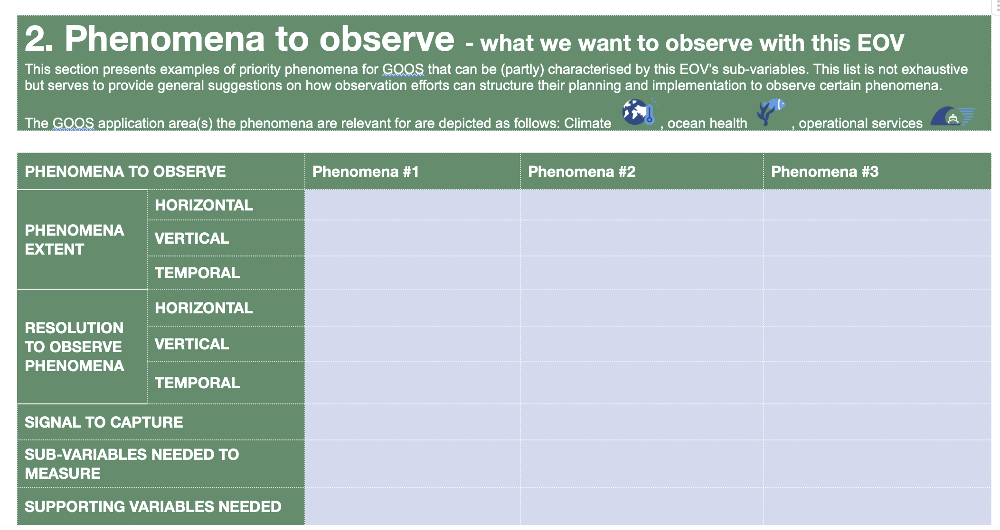 2. Phenomena to observe - what we want to observe with this EOV
This section presents examples of priority phenomena for GOOS that can be (partly) characterised by this EOV’s sub-variables. This list is not exhaustive
but serves to provide general suggestions on how observation efforts can structure their planning and implementation to observe certain phenomena.
The GOOS application area(s) the phenomena are relevant for are depicted as follows: Climate , ocean health , operational services
PHENOMENA TO OBSERVE Phenomena #1 Phenomena #2 Phenomena #3
PHENOMENA
EXTENT
HORIZONTAL
VERTICAL
TEMPORAL
RESOLUTION
TO OBSERVE
PHENOMENA
HORIZONTAL
VERTICAL
TEMPORAL
SIGNAL TO CAPTURE
SUB-VARIABLES NEEDED TO
MEASURE
SUPPORTING VARIABLES NEEDED